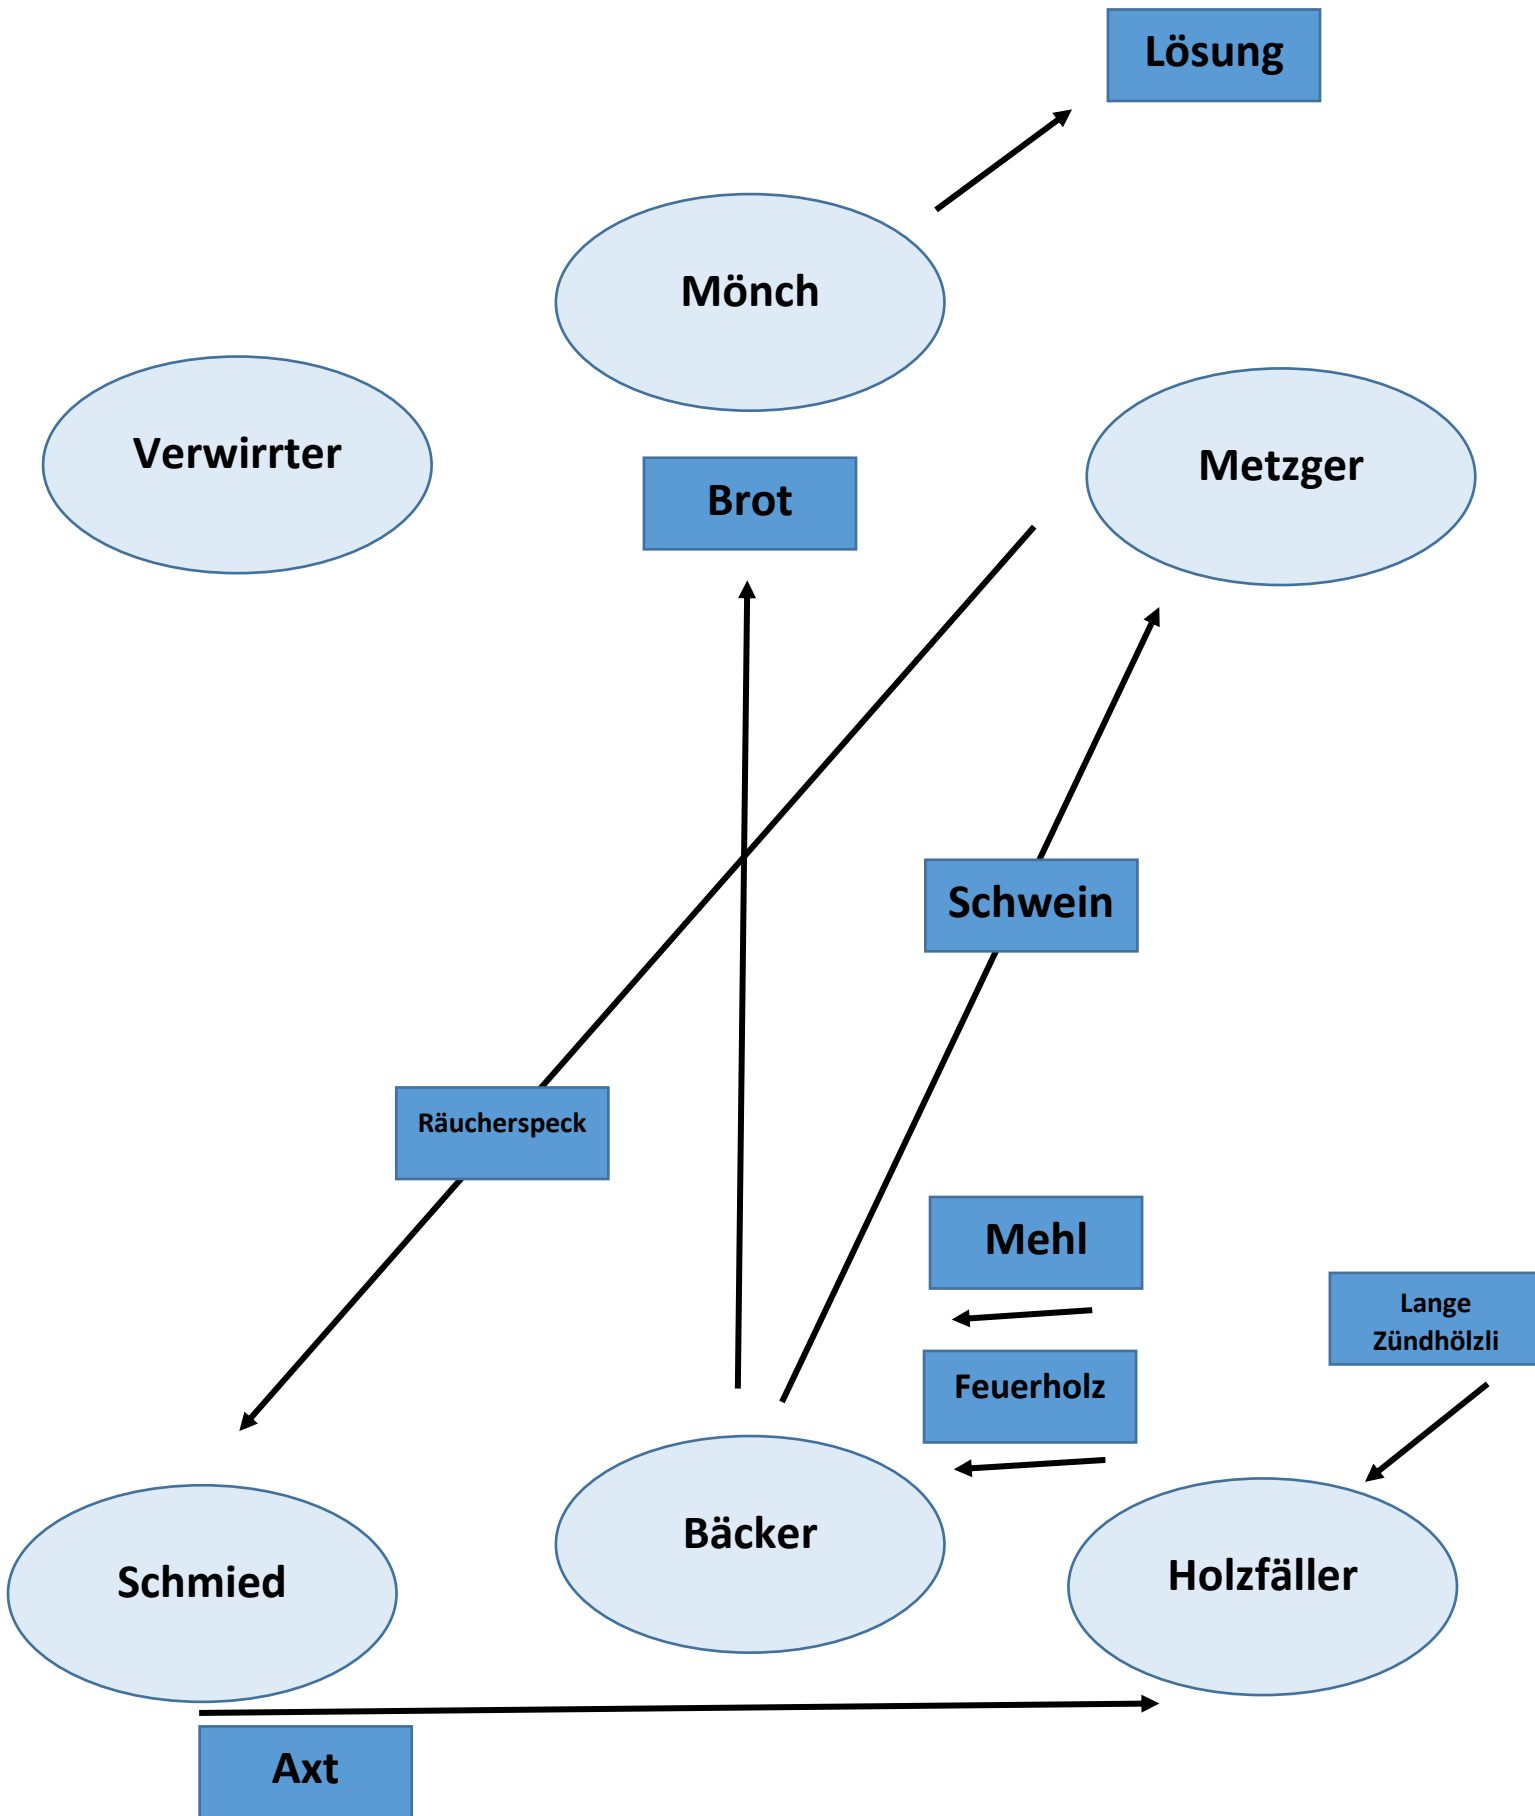 Lösung
Mönch
Verwirrter
Metzger
Brot
Schwein
Räucherspeck
Mehl
Lange
Zündhölzli
Feuerholz
Bäcker
Schmied
Holzfäller
Axt